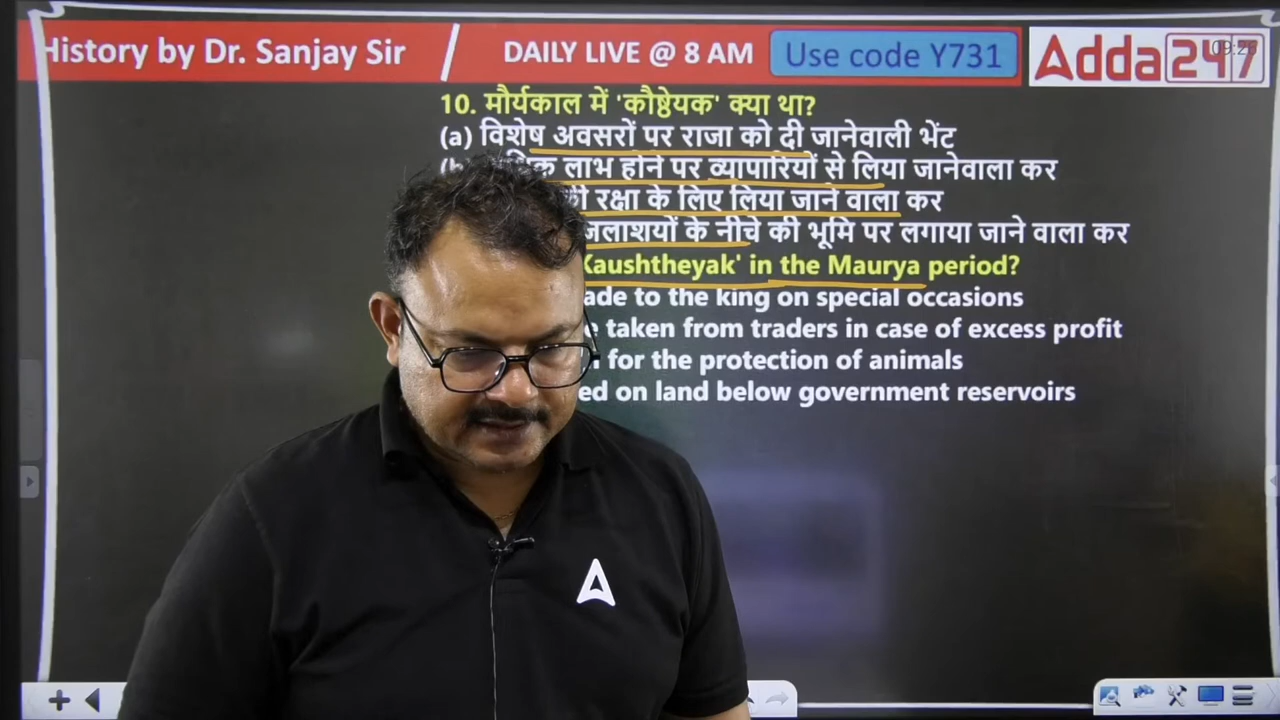 History by Dr. Sanjay Sir
DAILY LIVE @ 8 AM
Use code Y731
Adda247
09:26
10. मौर्यकाल में 'कौष्ठेयक' क्या था?
(a) विशेष अवसरों पर राजा को दी जानेवाली भेंट
लाभ होने पर व्यापारियों से लिया जानेवाला कर
की रक्षा के लिए लिया जाने वाला कर
जलाशयों के नीचे की भूमि पर लगाया जाने वाला कर
Kaushtheyak' in the Maurya period?
to the king on special occasions
taken from traders in case of excess profit
for the protection of animals
on land below government reservoirs